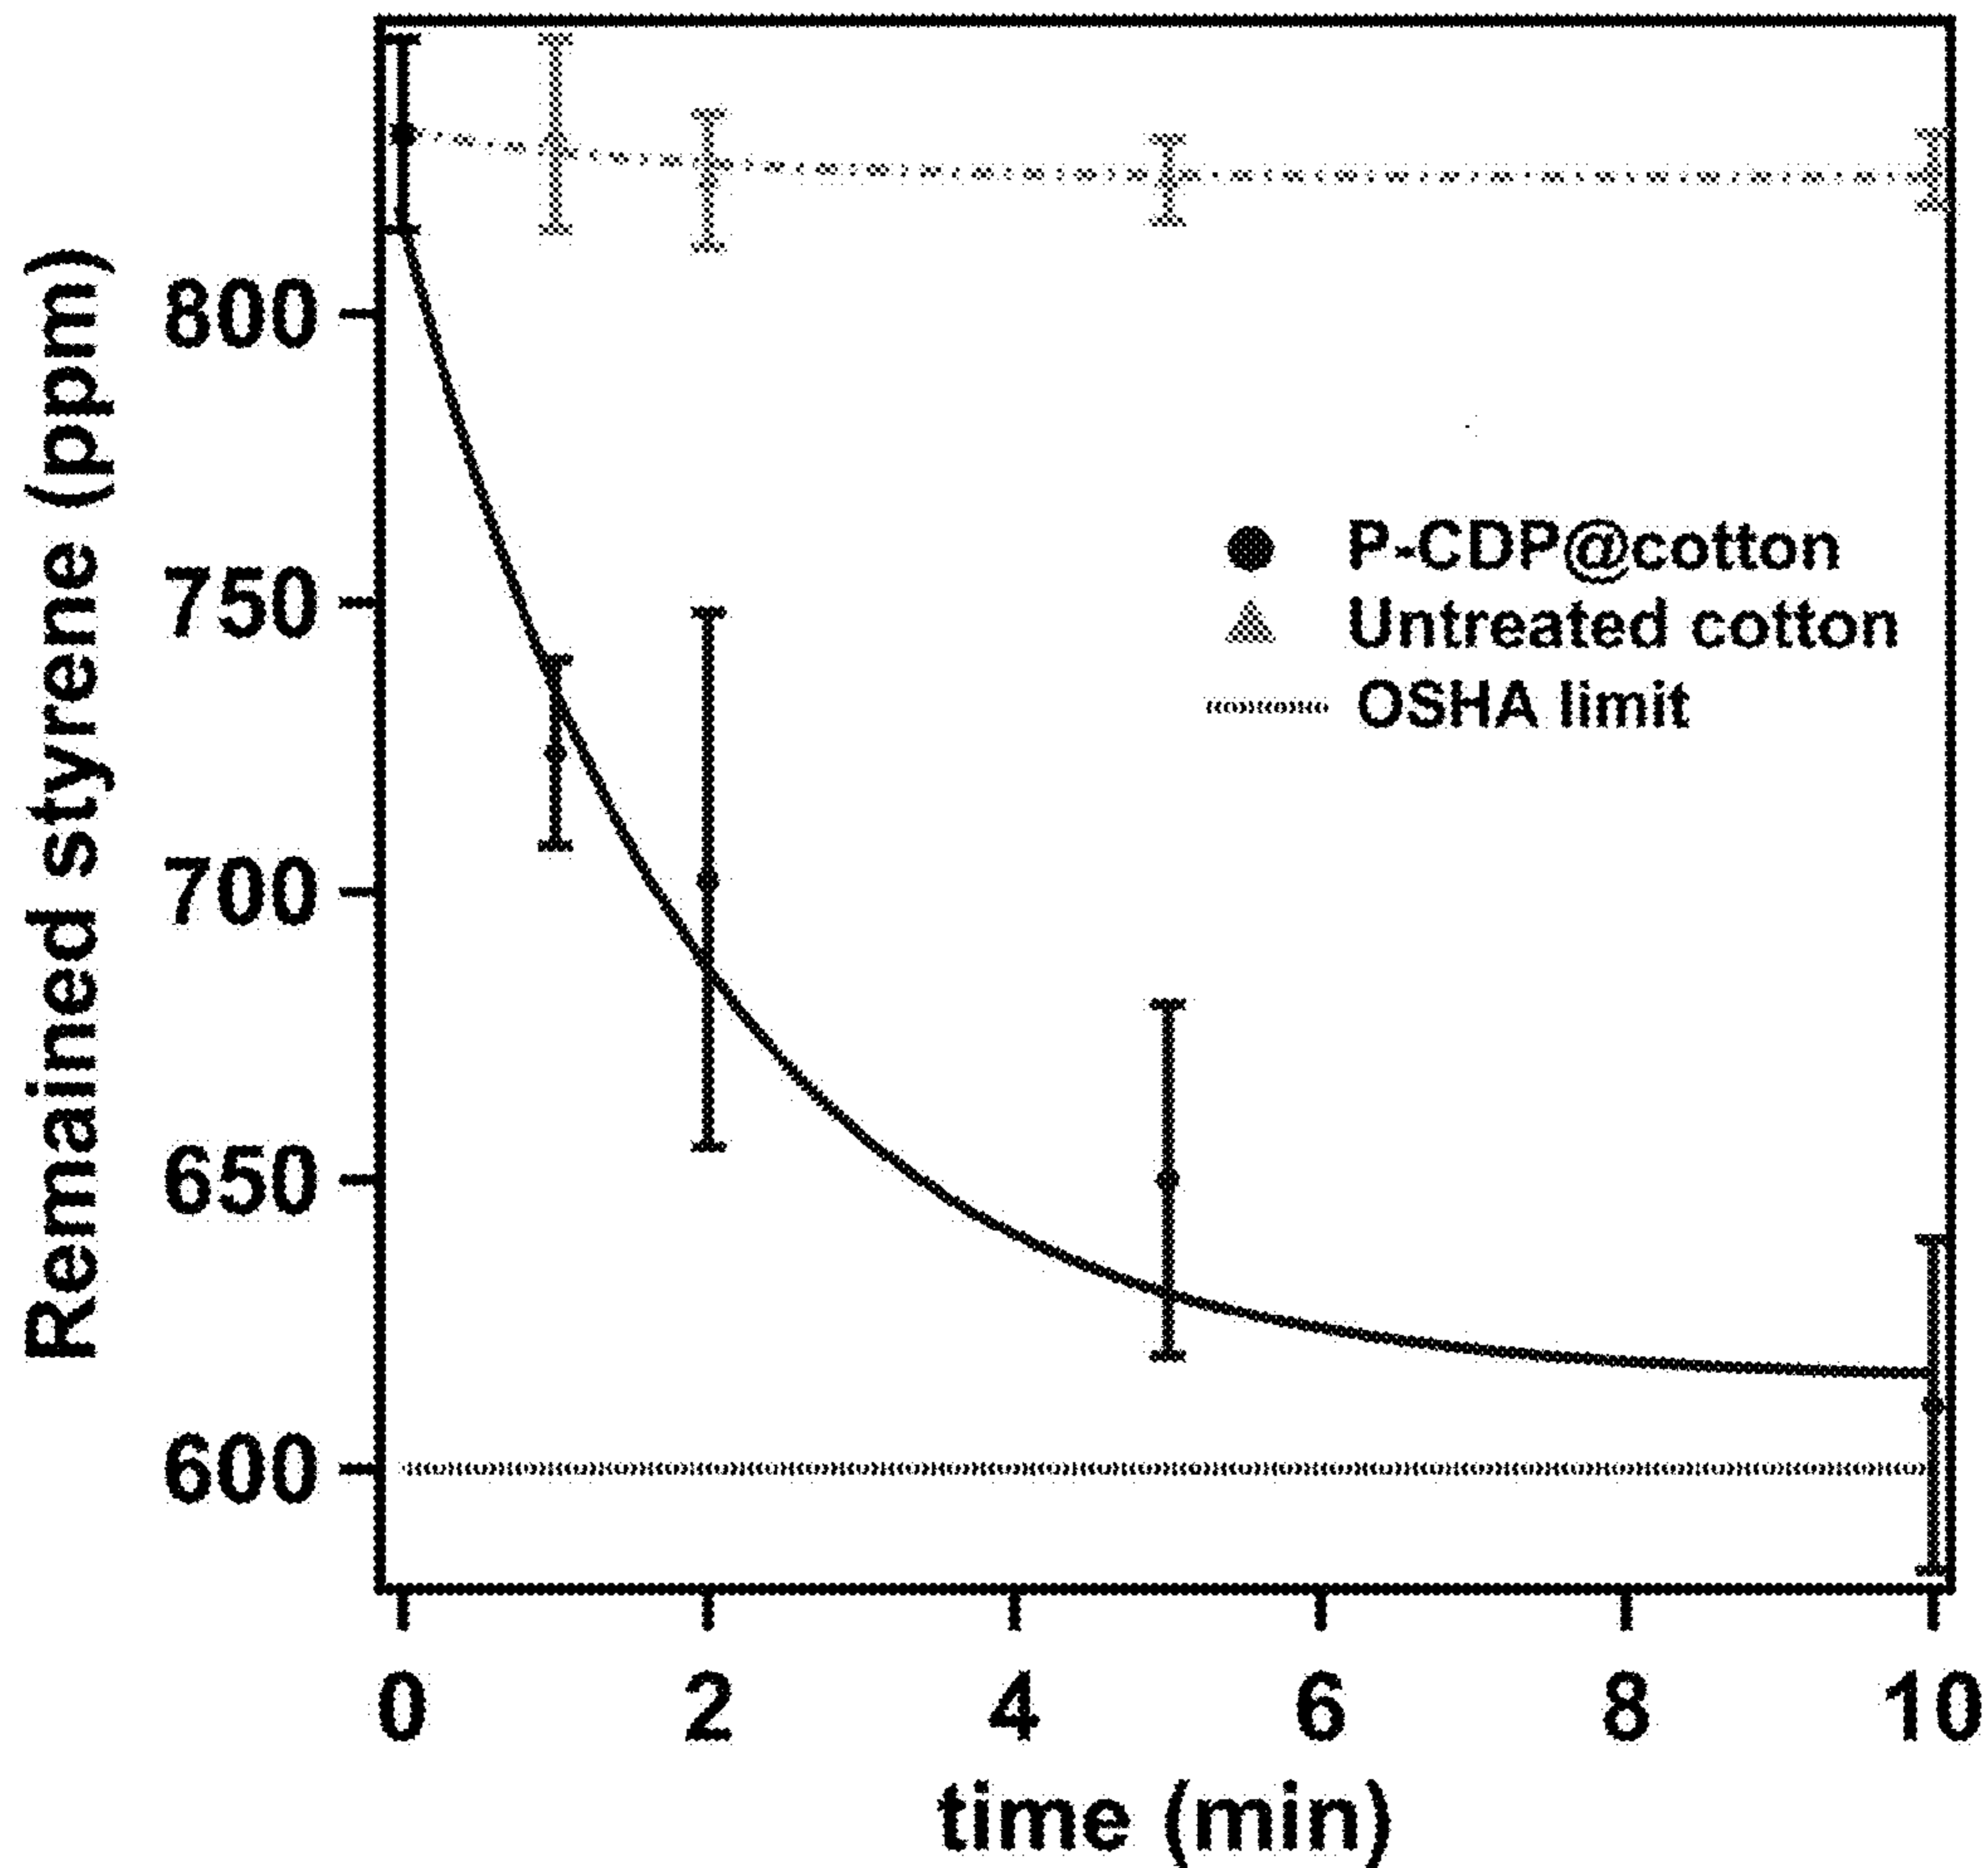 Remained styrene (ppm)
800
750
700
650
600
P-CDP@cotton
Untreated cotton
OSHA limit
0 2 4 6 8 10
time (min)